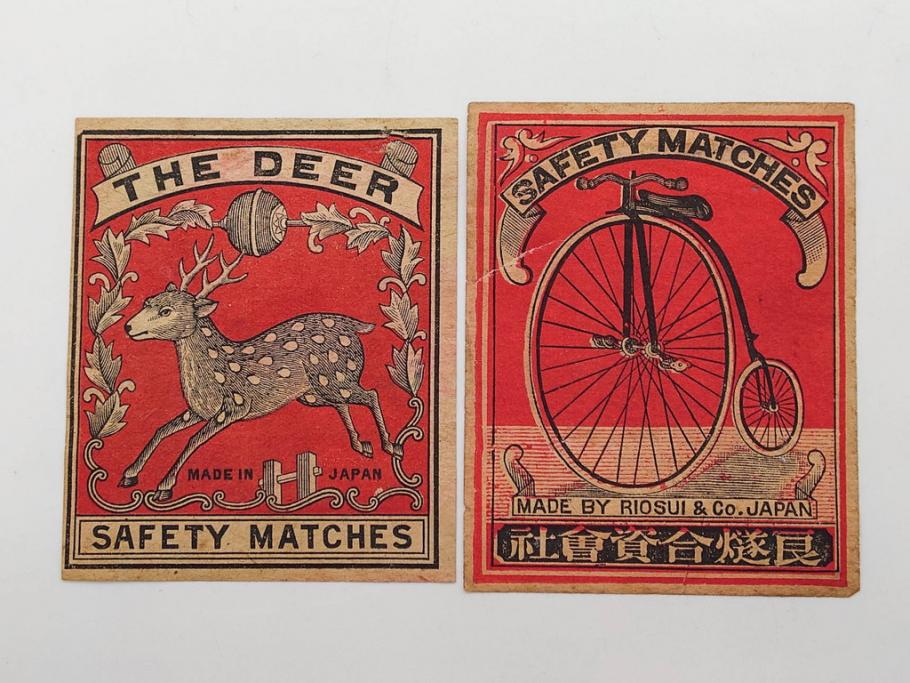 THE DEER
MADE IN JAPAN
SAFETY MATCHES
SAFETY MATCHES
MADE BY RIOSUI & Co. JAPAN
社會資合燧良